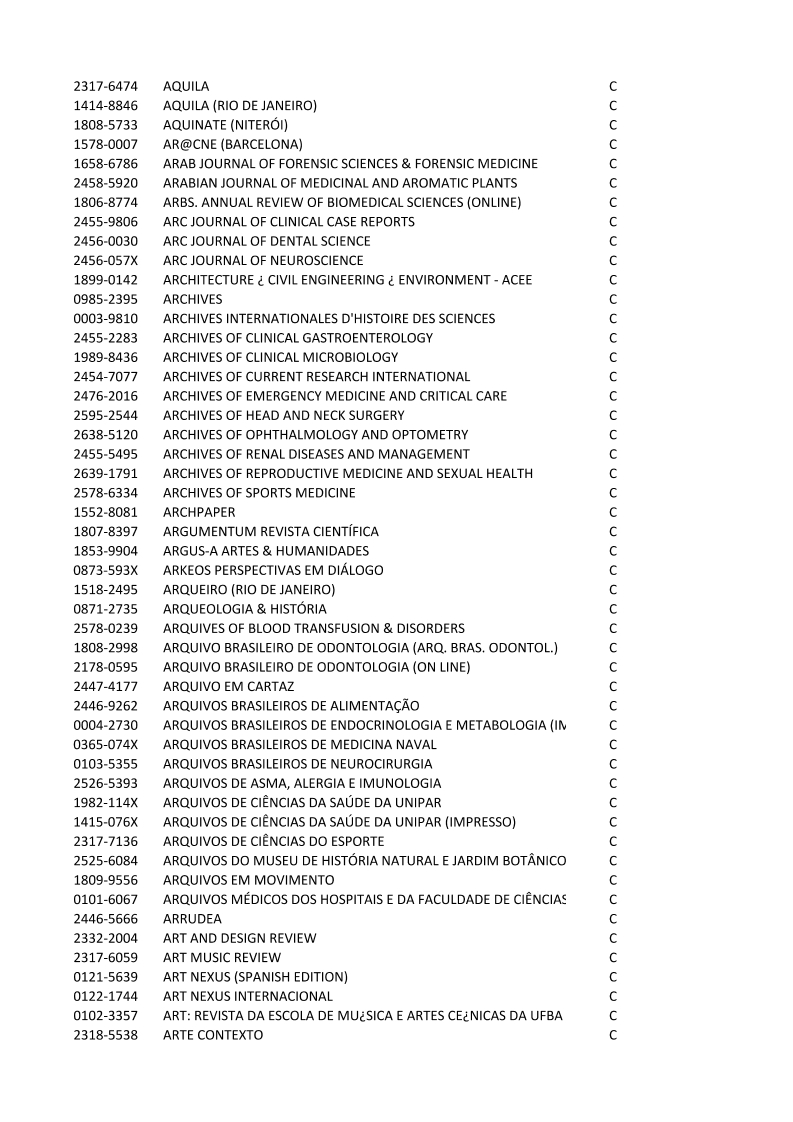 2317-6474 AQUILA C
1414-8846 AQUILA (RIO DE JANEIRO) C
1808-5733 AQUINATE (NITERÓI) C
1578-0007 AR@CNE (BARCELONA) C
1658-6786 ARAB JOURNAL OF FORENSIC SCIENCES & FORENSIC MEDICINE C
2458-5920 ARABIAN JOURNAL OF MEDICINAL AND AROMATIC PLANTS C
1806-8774 ARBS. ANNUAL REVIEW OF BIOMEDICAL SCIENCES (ONLINE) C
2455-9806 ARC JOURNAL OF CLINICAL CASE REPORTS C
2456-0030 ARC JOURNAL OF DENTAL SCIENCE C
2456-057X ARC JOURNAL OF NEUROSCIENCE C
1899-0142 ARCHITECTURE ¿ CIVIL ENGINEERING ¿ ENVIRONMENT - ACEE C
0985-2395 ARCHIVES C
0003-9810 ARCHIVES INTERNATIONALES D'HISTOIRE DES SCIENCES C
2455-2283 ARCHIVES OF CLINICAL GASTROENTEROLOGY C
1989-8436 ARCHIVES OF CLINICAL MICROBIOLOGY C
2454-7077 ARCHIVES OF CURRENT RESEARCH INTERNATIONAL C
2476-2016 ARCHIVES OF EMERGENCY MEDICINE AND CRITICAL CARE C
2595-2544 ARCHIVES OF HEAD AND NECK SURGERY C
2638-5120 ARCHIVES OF OPHTHALMOLOGY AND OPTOMETRY C
2455-5495 ARCHIVES OF RENAL DISEASES AND MANAGEMENT C
2639-1791 ARCHIVES OF REPRODUCTIVE MEDICINE AND SEXUAL HEALTH C
2578-6334 ARCHIVES OF SPORTS MEDICINE C
1552-8081 ARCHPAPER C
1807-8397 ARGUMENTUM REVISTA CIENTÍFICA C
1853-9904 ARGUS-A ARTES & HUMANIDADES C
0873-593X ARKEOS PERSPECTIVAS EM DIÁLOGO C
1518-2495 ARQUEIRO (RIO DE JANEIRO) C
0871-2735 ARQUEOLOGIA & HISTÓRIA C
2578-0239 ARQUIVES OF BLOOD TRANSFUSION & DISORDERS C
1808-2998 ARQUIVO BRASILEIRO DE ODONTOLOGIA (ARQ. BRAS. ODONTOL.) C
2178-0595 ARQUIVO BRASILEIRO DE ODONTOLOGIA (ON LINE) C
2447-4177 ARQUIVO EM CARTAZ C
2446-9262 ARQUIVOS BRASILEIROS DE ALIMENTAÇÃO C
0004-2730 ARQUIVOS BRASILEIROS DE ENDOCRINOLOGIA E METABOLOGIA (IM C
0365-074X ARQUIVOS BRASILEIROS DE MEDICINA NAVAL C
0103-5355 ARQUIVOS BRASILEIROS DE NEUROCIRURGIA C
2526-5393 ARQUIVOS DE ASMA, ALERGIA E IMUNOLOGIA C
1982-114X ARQUIVOS DE CIÊNCIAS DA SAÚDE DA UNIPAR C
1415-076X ARQUIVOS DE CIÊNCIAS DA SAÚDE DA UNIPAR (IMPRESSO) C
2317-7136 ARQUIVOS DE CIÊNCIAS DO ESPORTE C
2525-6084 ARQUIVOS DO MUSEU DE HISTÓRIA NATURAL E JARDIM BOTÂNICO C
1809-9556 ARQUIVOS EM MOVIMENTO C
0101-6067 ARQUIVOS MÉDICOS DOS HOSPITAIS E DA FACULDADE DE CIÊNCIAS C
2446-5666 ARRUDEA C
2332-2004 ART AND DESIGN REVIEW C
2317-6059 ART MUSIC REVIEW C
0121-5639 ART NEXUS (SPANISH EDITION) C
0122-1744 ART NEXUS INTERNACIONAL C
0102-3357 ART: REVISTA DA ESCOLA DE MU¿SICA E ARTES CE¿NICAS DA UFBA C
2318-5538 ARTE CONTEXTO C